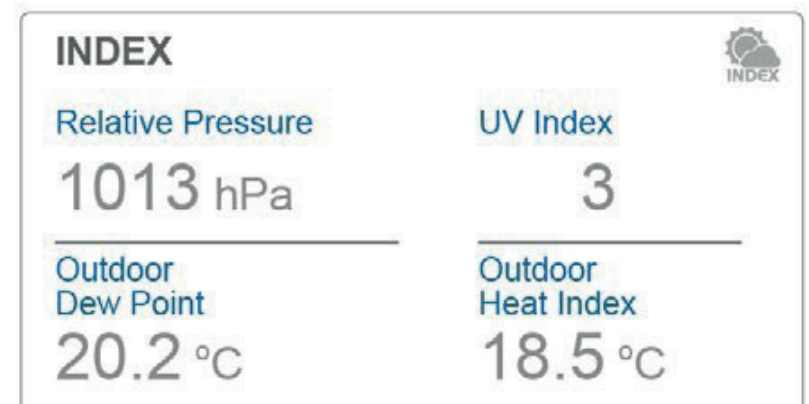 INDEX
INDEX
Relative Pressure
UV Index
1013 hPa
3
Outdoor
Dew Point
Outdoor
Heat Index
20.2 °C
18.5 °C